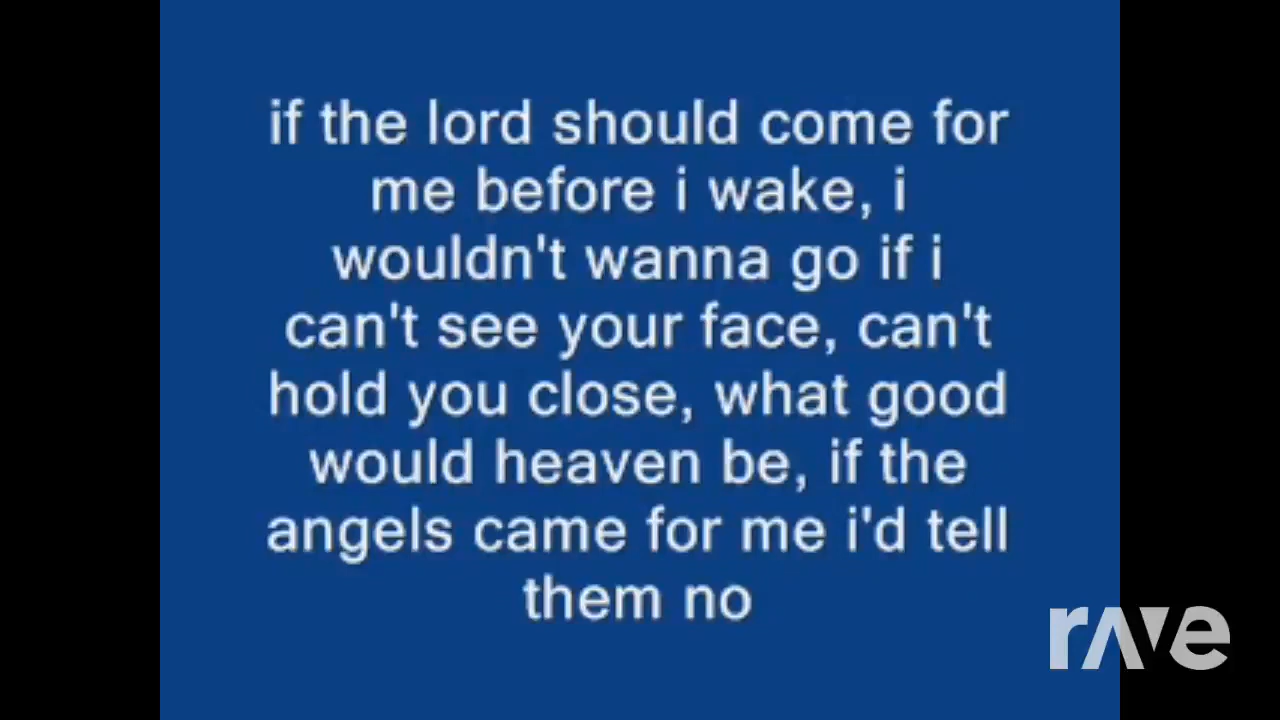 if the lord should come for
me before i wake, i
wouldn't wanna go if i
can't see your face, can't
hold you close, what good
would heaven be, if the
angels came for me i'd tell
them no
rave